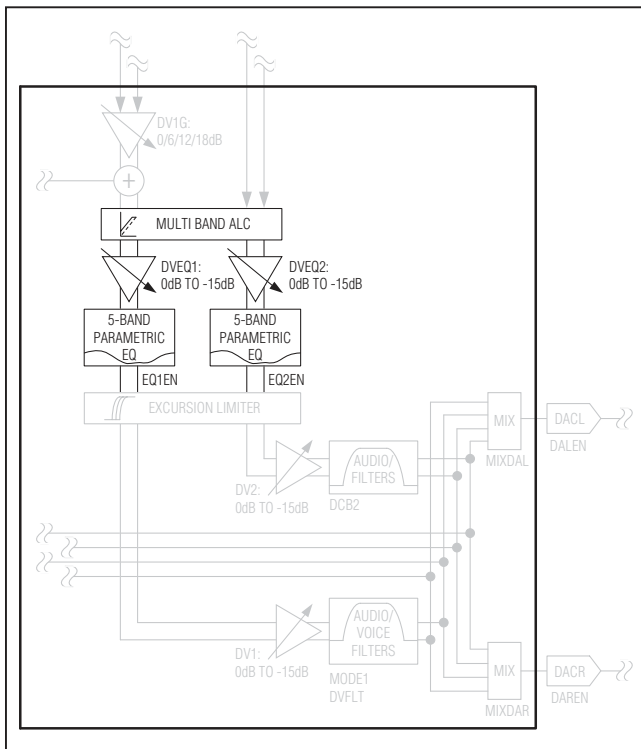 DV1G:
0/6/12/18dB
+
MULTI BAND ALC
DVEQ1:
0dB TO -15dB
DVEQ2:
0dB TO -15dB
5-BAND
PARAMETRIC
EQ
5-BAND
PARAMETRIC
EQ
EQ1EN
EQ2EN
EXCURSION LIMITER
MIX
DACL
MIXDAL
DALEN
DV2:
0dB TO -15dB
AUDIO/
FILTERS
DCB2
DV1:
0dB TO -15dB
AUDIO/
VOICE
FILTERS
MODE1
DVFLT
MIX
DACR
MIXDAR
DAREN